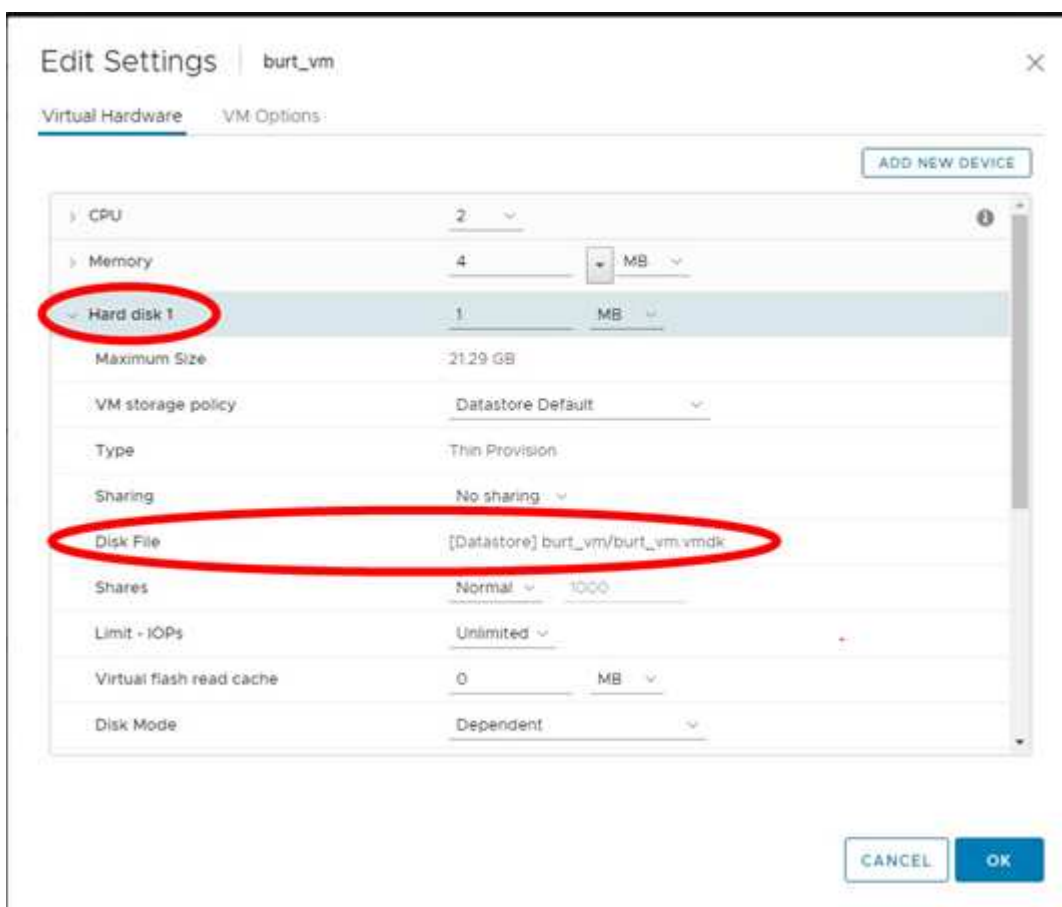 Edit Settings burt_vm
Virtual Hardware VM Options
ADD NEW DEVICE
CPU 2
Memory 4 MB
Hard disk 1 1 MB
Maximum Size 21.29 GB
VM storage policy Datastore Default
Type Thin Provision
Sharing No sharing
Disk File [Datastore] burt_vm/burt_vm.vmdk
Shares Normal 1000
Limit - IOPs Unlimited
Virtual flash read cache 0 MB
Disk Mode Dependent
CANCEL OK